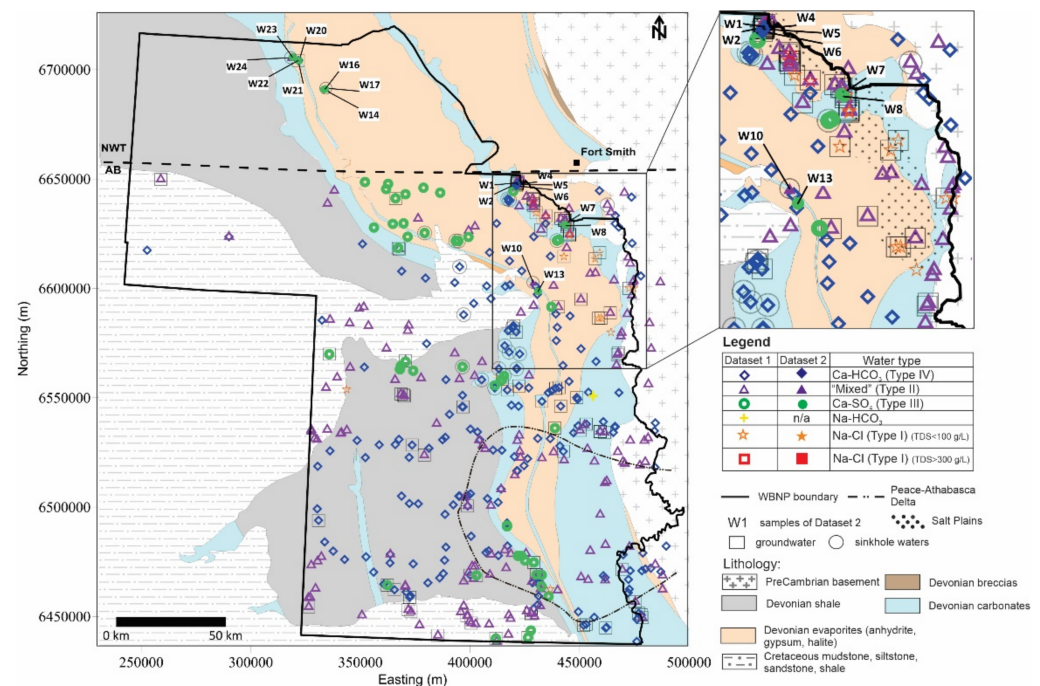 W23
W20
W24
W22
W21
W16
W17
W14
NWT
AB
Fort Smith
N
W1
W2
W4
W5
W6
W7
W8
W10
W13
W1
W2
W4
W5
W6
W7
W8
W10
W13
6700000
6650000
6600000
6550000
6500000
6450000
Northing (m)
0 km
50 km
250000
300000
350000
400000
450000
500000
Easting (m)
Legend
Dataset 1 Dataset 2 Water type
Ca-HCO₃ (Type IV)
"Mixed" (Type II)
Ca-SO₄ (Type III)
n/a Na-HCO₃
Na-Cl (Type I) (TDS<100 g/L)
Na-Cl (Type I) (TDS>300 g/L)
WBNP boundary
Peace-Athabasca
Delta
W1 samples of Dataset 2
Salt Plains
groundwater
sinkhole waters
Lithology:
PreCambrian basement
Devonian breccias
Devonian shale
Devonian carbonates
Devonian evaporites (anhydrite,
gypsum, halite)
Cretaceous mudstone, siltstone,
sandstone, shale